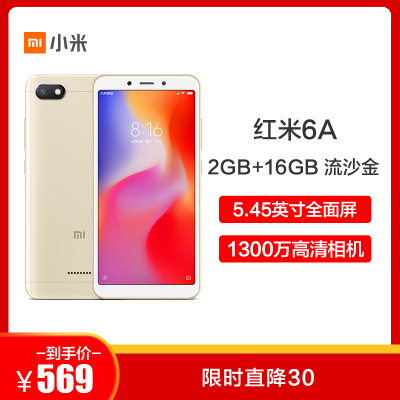 小米
红米6A
2GB+16GB 流沙金
5.45英寸全面屏
1300万高清相机
8:16
mi
到手价
¥569
限时直降30